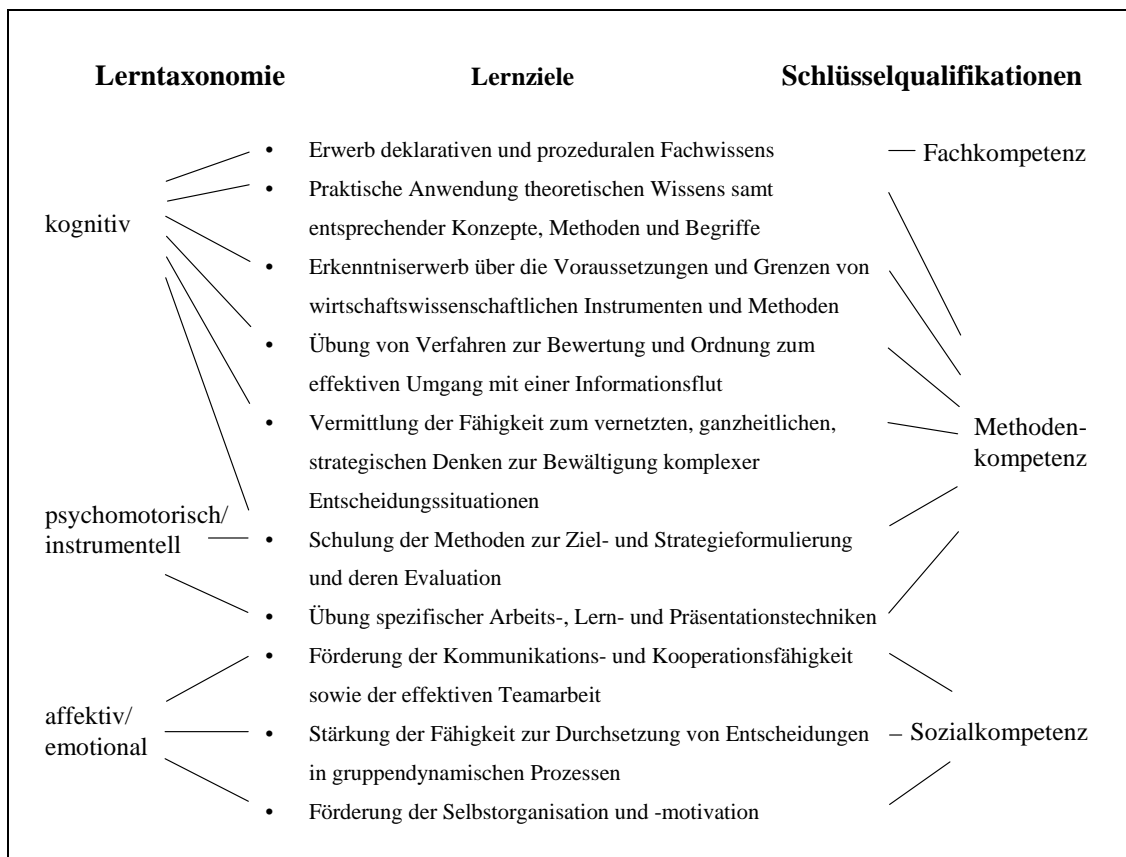 Lerntaxonomie Lernziele Schlüsselqualifikationen
• Erwerb deklarativen und prozeduralen Fachwissens
Fachkompetenz
• Praktische Anwendung theoretischen Wissens samt
kognitiv
entsprechender Konzepte, Methoden und Begriffe
• Erkenntniserwerb über die Voraussetzungen und Grenzen von
wirtschaftswissenschaftlichen Instrumenten und Methoden
• Übung von Verfahren zur Bewertung und Ordnung zum
effektiven Umgang mit einer Informationsflut
• Vermittlung der Fähigkeit zum vernetzten, ganzheitlichen,
Methoden-
kompetenz
strategischen Denken zur Bewältigung komplexer
Entscheidungssituationen
psychomotorisch/
instrumentell
• Schulung der Methoden zur Ziel- und Strategieformulierung
und deren Evaluation
• Übung spezifischer Arbeits-, Lern- und Präsentationstechniken
• Förderung der Kommunikations- und Kooperationsfähigkeit
sowie der effektiven Teamarbeit
affektiv/
emotional
• Stärkung der Fähigkeit zur Durchsetzung von Entscheidungen
Sozialkompetenz
in gruppendynamischen Prozessen
• Förderung der Selbstorganisation und -motivation